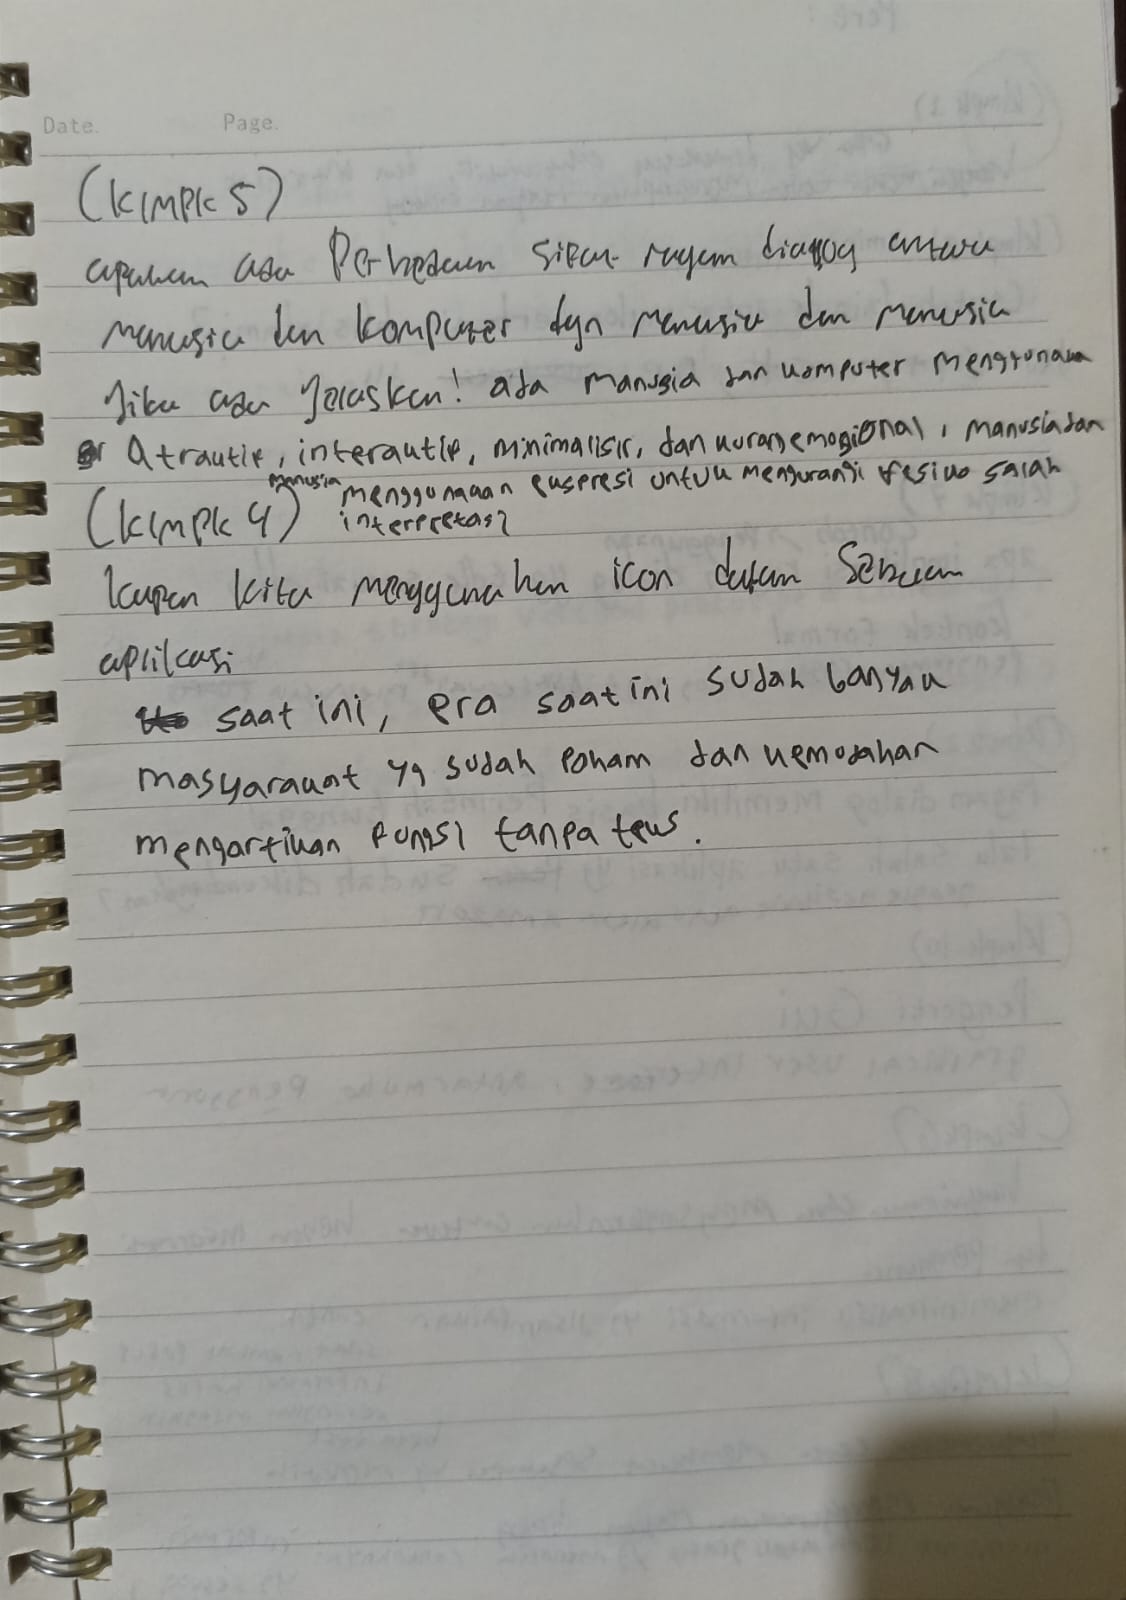 Date. Page.
(Klmpk 5)
apakah ada Perbedaan sifat ragam dialog antara
manusia dan komputer dgn manusia dan manusia
Jika ada jelaskan! ada manusia dan komputer menggunakan
Atraktif, interaktif, minimalisir, dan kurang emosional, manusia dan
manusia menggunakan ekspresi untuk mengurangi resiko salah
(Klmpk 4) interpretasi
kapan kita menggunakan icon dalam sebuah
aplikasi
saat ini, era saat ini sudah banyak
masyarakat yg sudah paham dan kemudahan
mengartikan fungsi tanpa teks.